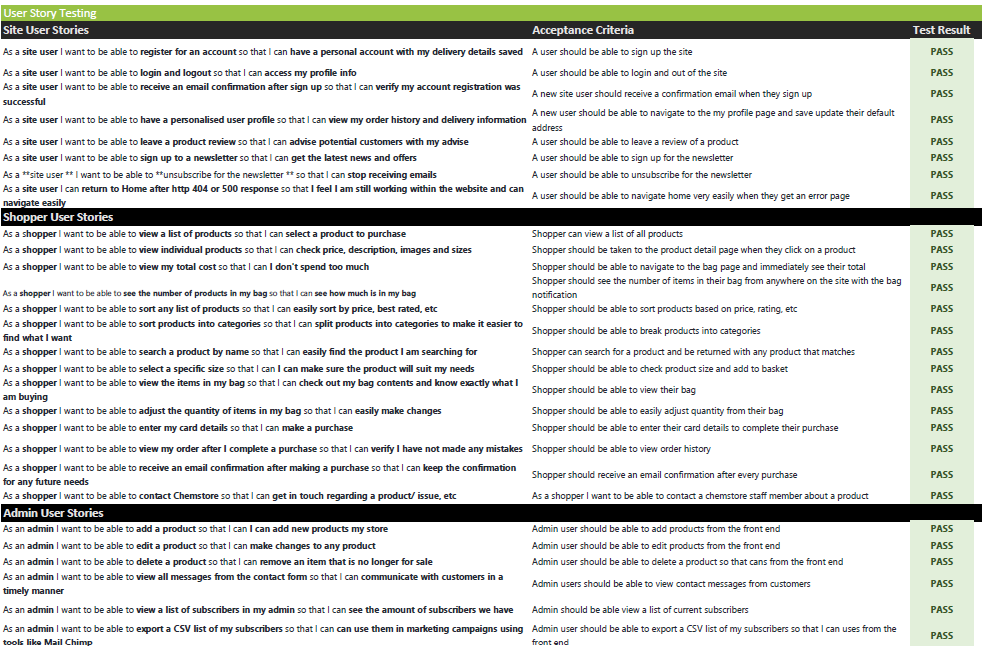 User Story Testing
Site User Stories Acceptance Criteria Test Result
As a site user I want to be able to register for an account so that I can have a personal account with my delivery details saved A user should be able to sign up the site PASS
As a site user I want to be able to login and logout so that I can access my profile info A user should be able to login and out of the site PASS
As a site user I want to be able to receive an email confirmation after sign up so that I can verify my account registration was
successful A new site user should receive a confirmation email when they sign up PASS
As a site user I want to be able to have a personalised user profile so that I can view my order history and delivery information A new user should be able to navigate to the my profile page and save update their default
address PASS
As a site user I want to be able to leave a product review so that I can advise potential customers with my advise A user should be able to leave a review of a product PASS
As a site user I want to be able to sign up to a newsletter so that I can get the latest news and offers A user should be able to sign up for the newsletter PASS
As a **site user ** I want to be able to **unsubscribe for the newsletter ** so that I can stop receiving emails A user should be able to unsubscribe for the newsletter PASS
As a site user I can return to Home after http 404 or 500 response so that I feel I am still working within the website and can
navigate easily A user should be able to navigate home very easily when they get an error page PASS
Shopper User Stories
As a shopper I want to be able to view a list of products so that I can select a product to purchase Shopper can view a list of all products PASS
As a shopper I want to be able to view individual products so that I can check price, description, images and sizes Shopper should be taken to the product detail page when they click on a product PASS
As a shopper I want to be able to view my total cost so that I can I don't spend too much Shopper should be able to navigate to the bag page and immediately see their total PASS
As a shopper I want to be able to see the number of products in my bag so that I can see how much is in my bag Shopper should see the number of items in their bag from anywhere on the site with the bag
notification PASS
As a shopper I want to be able to sort any list of products so that I can easily sort by price, best rated, etc Shopper should be able to sort products based on price, rating, etc PASS
As a shopper I want to be able to sort products into categories so that I can split products into categories to make it easier to
find what I want Shopper should be able to break products into categories PASS
As a shopper I want to be able to search a product by name so that I can easily find the product I am searching for Shopper can search for a product and be returned with any product that matches PASS
As a shopper I want to be able to select a specific size so that I can I can make sure the product will suit my needs Shopper should be able to check product size and add to basket PASS
As a shopper I want to be able to view the items in my bag so that I can check out my bag contents and know exactly what I
am buying Shopper should be able to view their bag PASS
As a shopper I want to be able to adjust the quantity of items in my bag so that I can easily make changes Shopper should be able to easily adjust quantity from their bag PASS
As a shopper I want to be able to enter my card details so that I can make a purchase Shopper should be able to enter their card details to complete their purchase PASS
As a shopper I want to be able to view my order after I complete a purchase so that I can verify I have not made any mistakes Shopper should be able to view order history PASS
As a shopper I want to be able to receive an email confirmation after making a purchase so that I can keep the confirmation
for any future needs Shopper should receive an email confirmation after every purchase PASS
As a shopper I want to be able to contact Chemstore so that I can get in touch regarding a product/ issue, etc As a shopper I want to be able to contact a chemstore staff member about a product PASS
Admin User Stories
As an admin I want to be able to add a product so that I can I can add new products my store Admin user should be able to add products from the front end PASS
As an admin I want to be able to edit a product so that I can make changes to any product Admin user should be able to edit products from the front end PASS
As an admin I want to be able to delete a product so that I can remove an item that is no longer for sale Admin user should be able to delete a product so that cans from the front end PASS
As an admin I want to be able to view all messages from the contact form so that I can communicate with customers in a
timely manner Admin users should be able to view contact messages from customers PASS
As an admin I want to be able to view a list of subscribers in my admin so that I can see the amount of subscribers we have Admin should be able view a list of current subscribers PASS
As an admin I want to be able to export a CSV list of my subscribers so that I can can use them in marketing campaigns using
tools like Mail Chimp Admin user should be able to export a CSV list of my subscribers so that I can uses from the
front end PASS